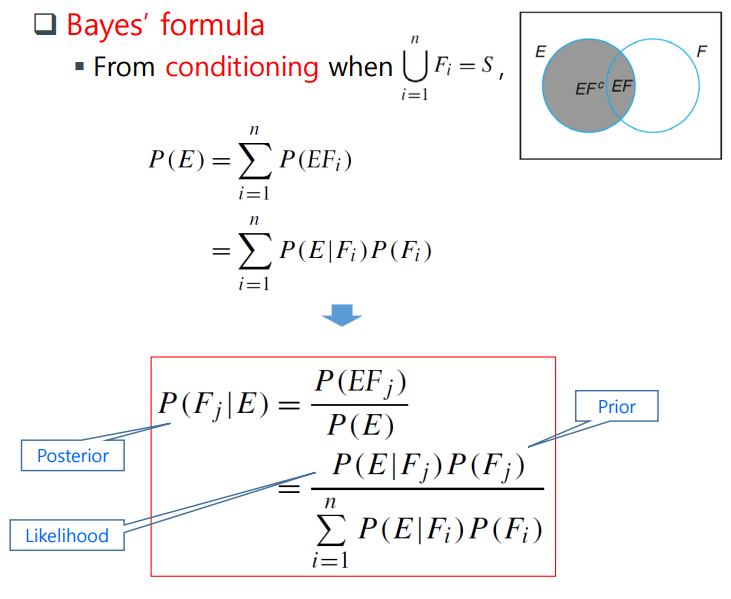 ❑ Bayes' formula
▪ From conditioning when $\bigcup_{i=1}^{n} F_i = S$,
E F
EFᶜ EF
$P(E) = \sum_{i=1}^{n} P(EF_i)$
$= \sum_{i=1}^{n} P(E|F_i)P(F_i)$
$P(F_j|E) = \frac{P(EF_j)}{P(E)}$
Prior
Posterior
$= \frac{P(E|F_j)P(F_j)}{\sum_{i=1}^{n} P(E|F_i)P(F_i)}$
Likelihood